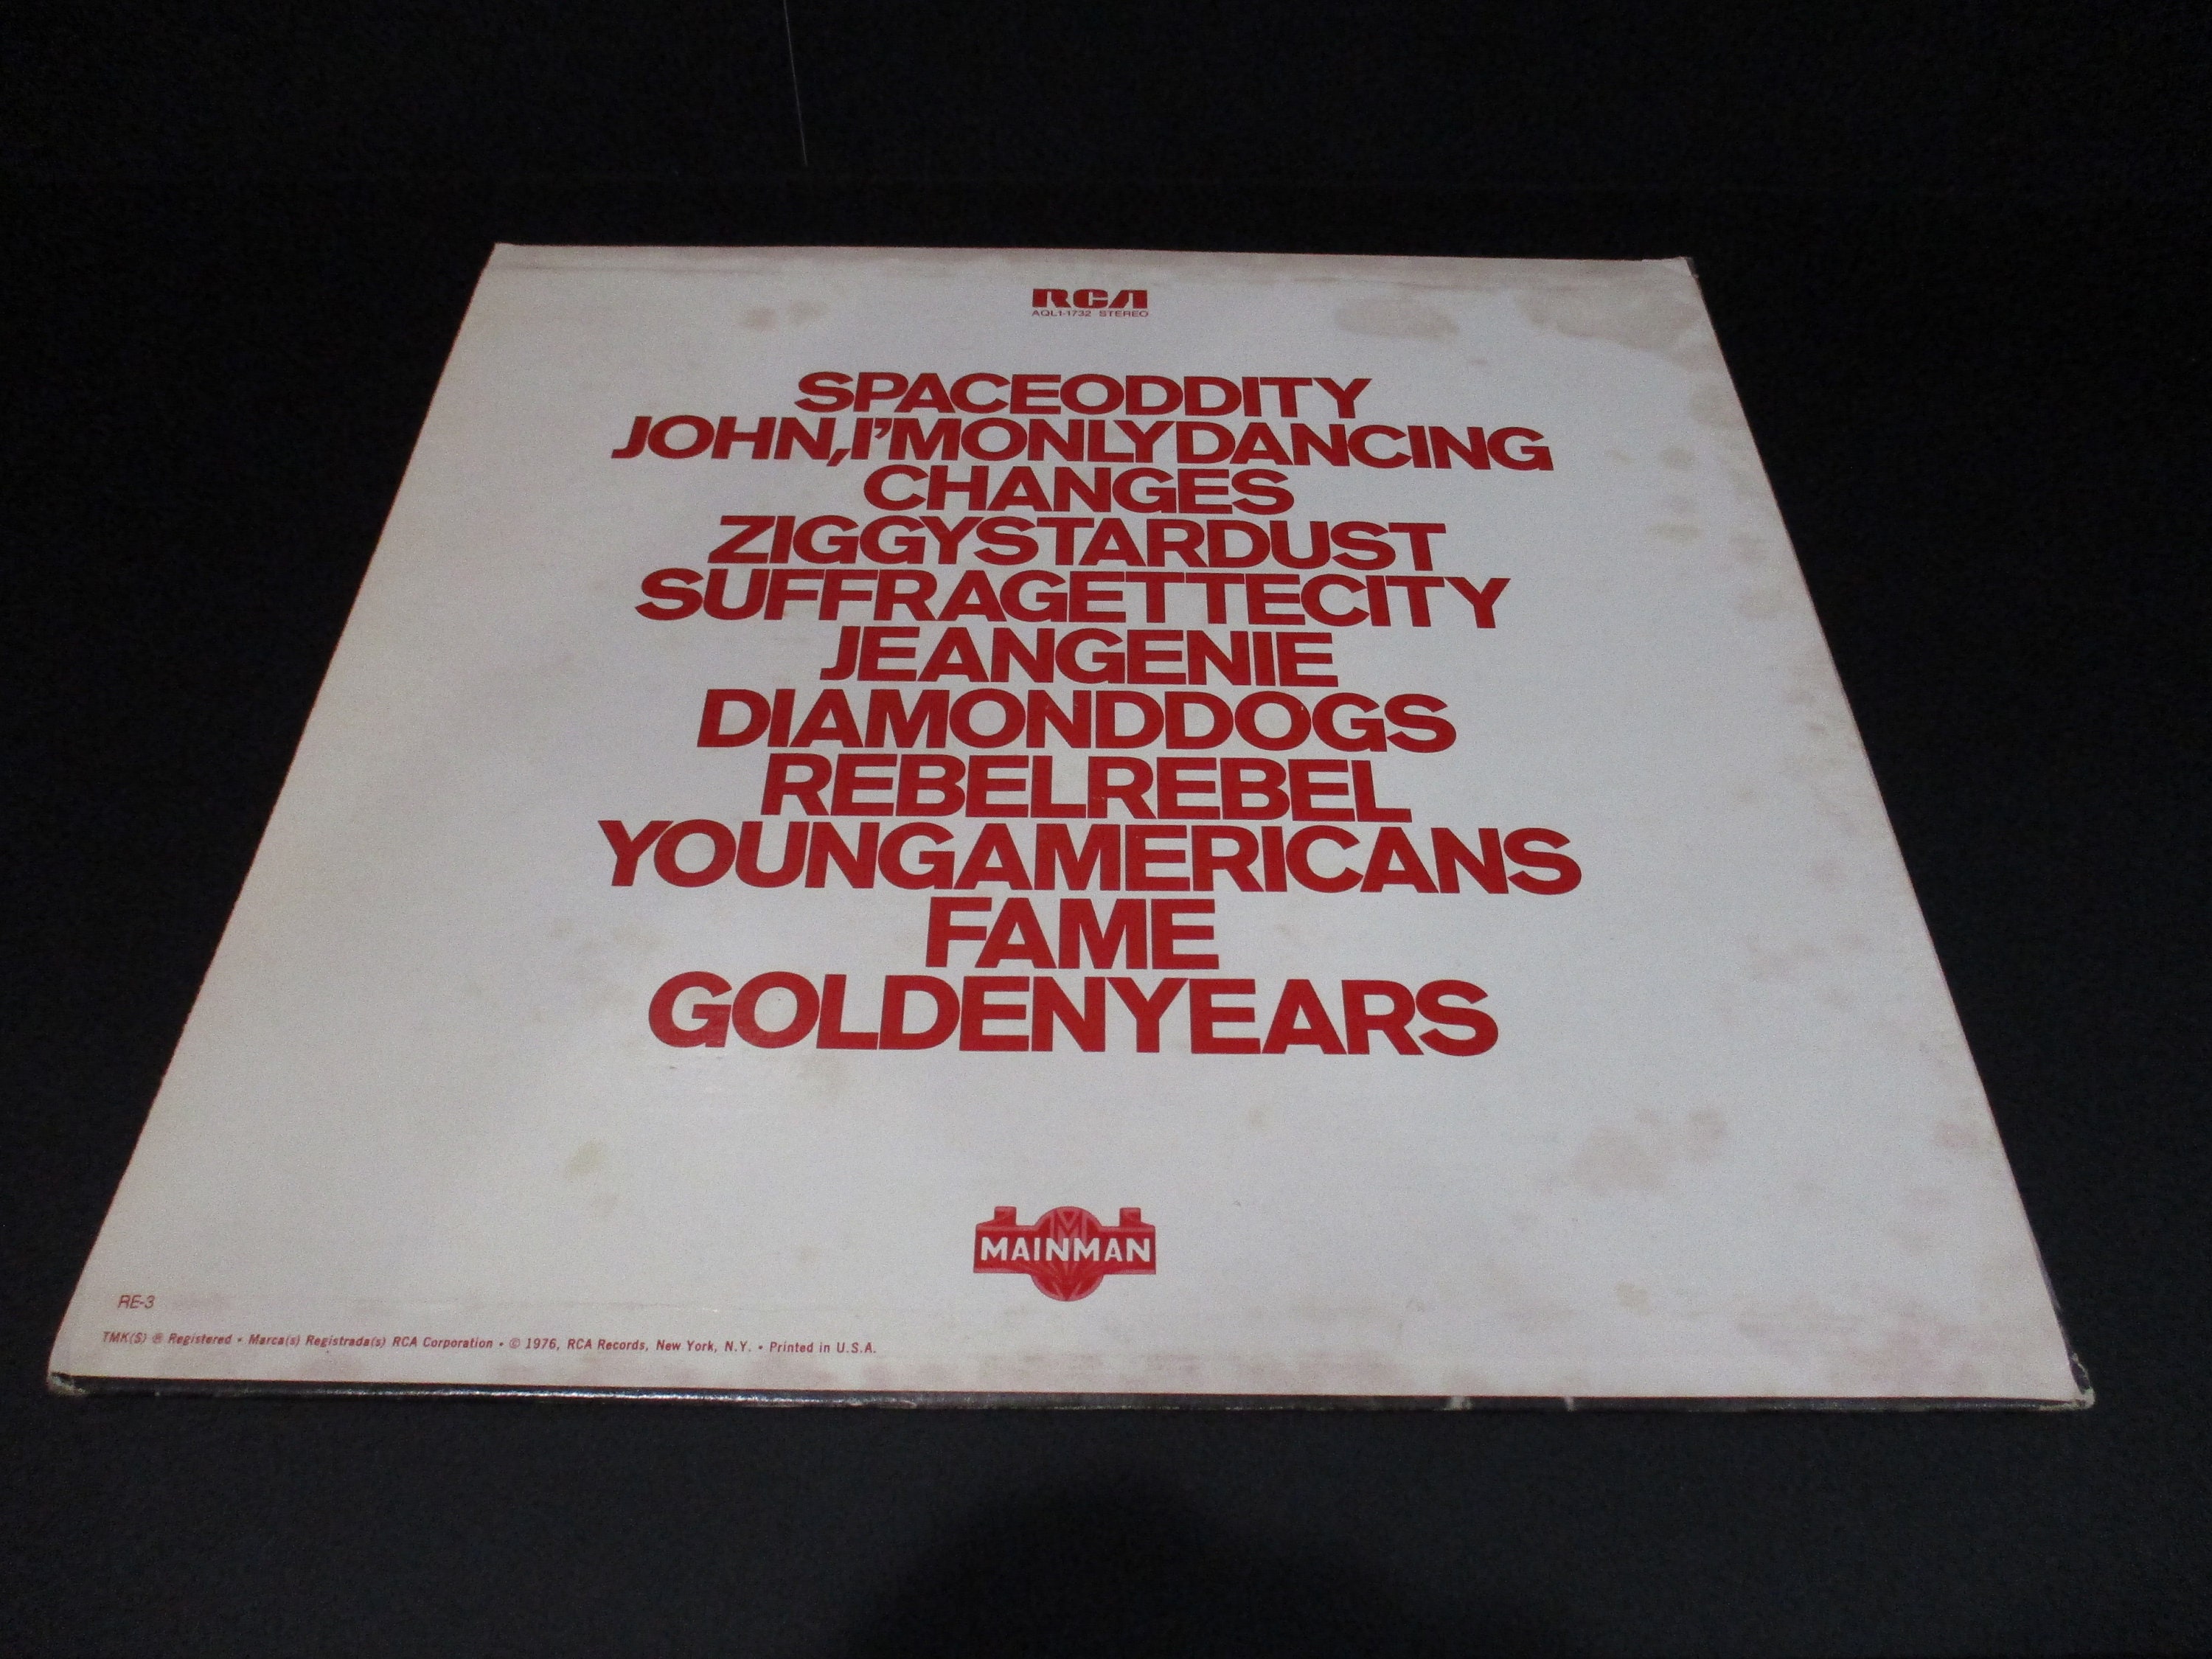 RCA
AQL1-1732 STEREO
SPACEODDITY
JOHN,I'MONLYDANCING
CHANGES
ZIGGYSTARDUST
SUFFRAGETTECITY
JEANGENIE
DIAMONDDOGS
REBELREBEL
YOUNGAMERICANS
FAME
GOLDENYEARS
MAINMAN
RE-3
TMK(S) ® Registered • Marca(s) Registrada(s) RCA Corporation • © 1976, RCA Records, New York, N.Y. • Printed in U.S.A.